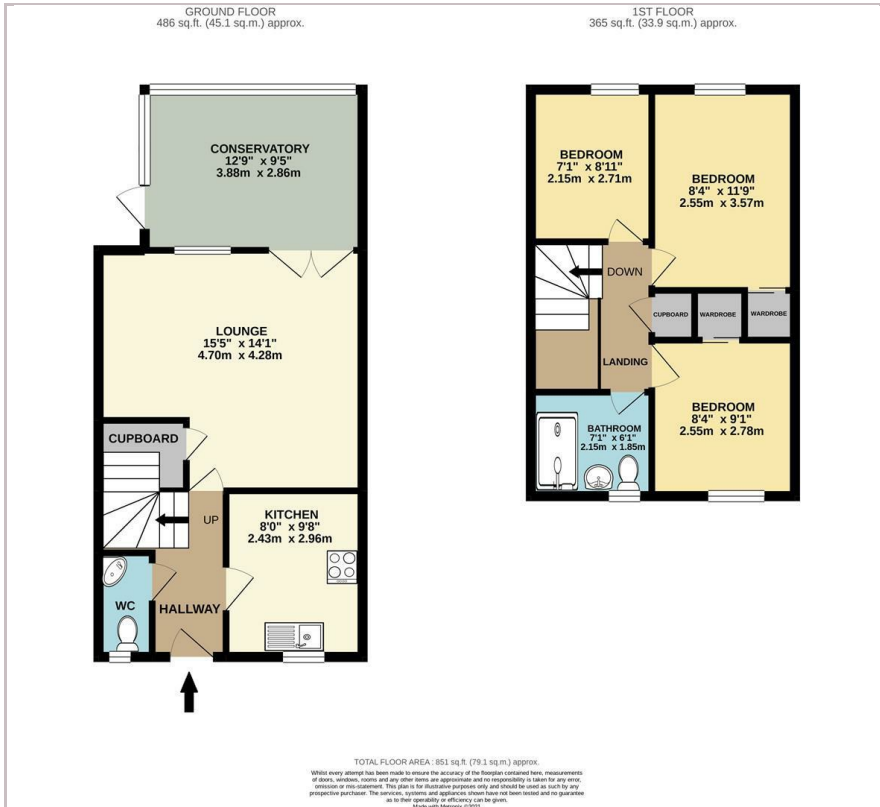 GROUND FLOOR
486 sq.ft. (45.1 sq.m.) approx.
CONSERVATORY
12'9" x 9'5"
3.88m x 2.86m
LOUNGE
15'5" x 14'1"
4.70m x 4.28m
CUPBOARD
UP
KITCHEN
8'0" x 9'8"
2.43m x 2.96m
WC
HALLWAY
1ST FLOOR
365 sq.ft. (33.9 sq.m.) approx.
BEDROOM
7'1" x 8'11"
2.15m x 2.71m
BEDROOM
8'4" x 11'9"
2.55m x 3.57m
DOWN
CUPBOARD
WARDROBE
WARDROBE
LANDING
BEDROOM
8'4" x 9'1"
2.55m x 2.78m
BATHROOM
7'1" x 6'1"
2.15m x 1.85m
TOTAL FLOOR AREA : 851 sq.ft. (79.1 sq.m.) approx.
Whilst every attempt has been made to ensure the accuracy of the floorplan contained here, measurements
of doors, windows, rooms and any other items are approximate and no responsibility is taken for any error,
omission or mis-statement. This plan is for illustrative purposes only and should be used as such by any
prospective purchaser. The services, systems and appliances shown have not been tested and no guarantee
as to their operability or efficiency can be given.
Made with Metropix ©2021